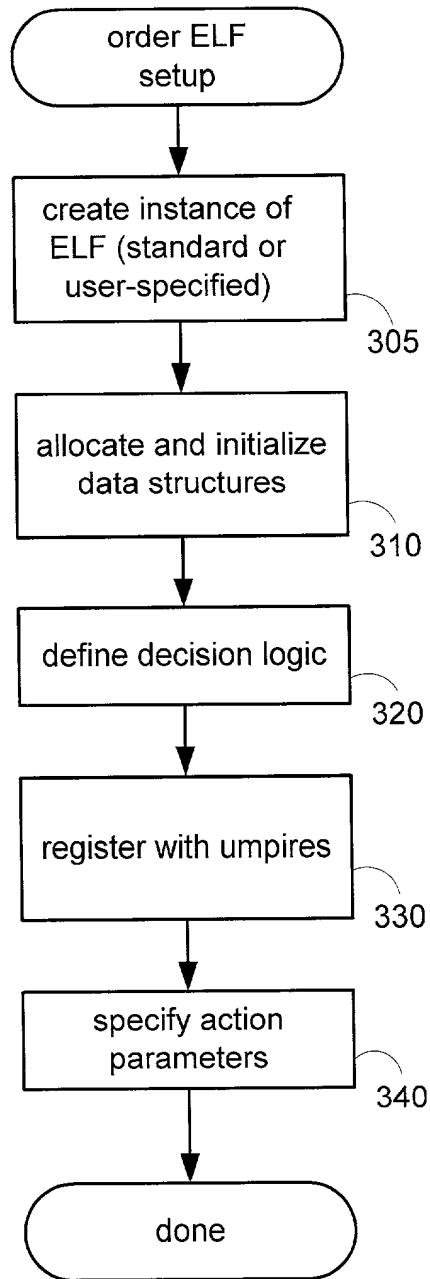 order ELF
setup
create instance of
ELF (standard or
user-specified)
305
allocate and initialize
data structures
310
define decision logic
320
register with umpires
330
specify action
parameters
340
done